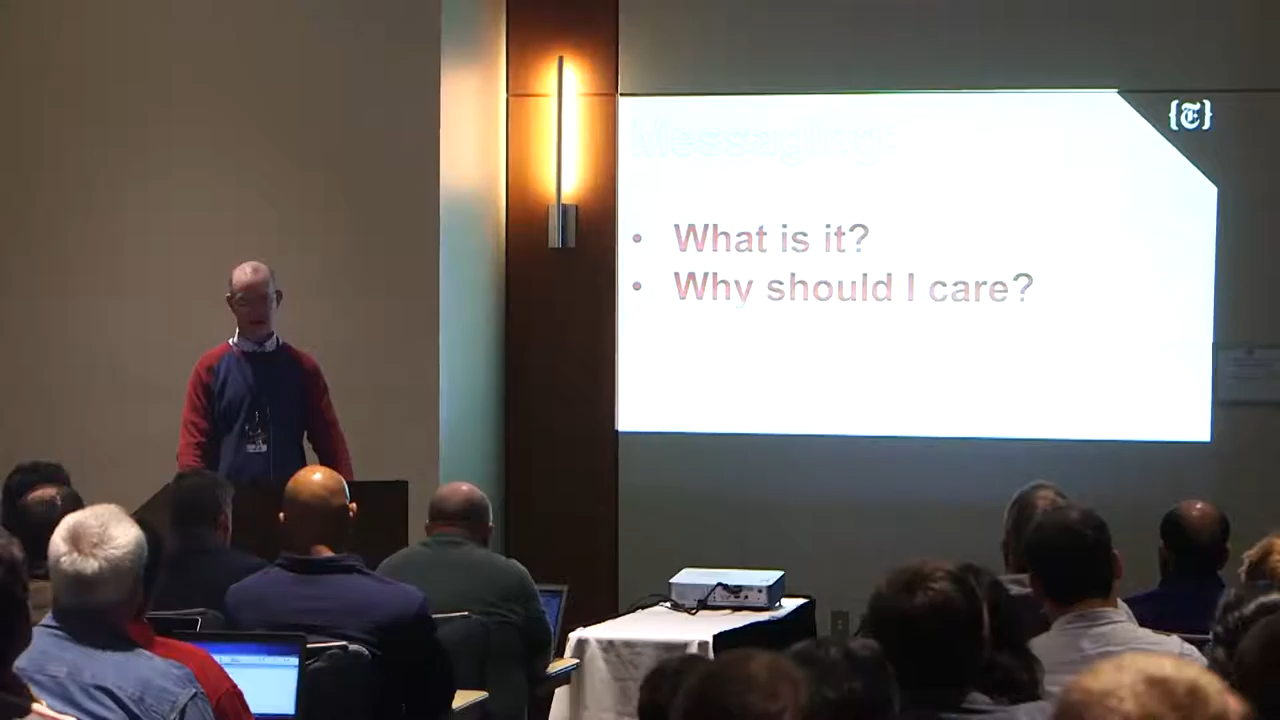 {T}
Messaging:
• What is it?
• Why should I care?